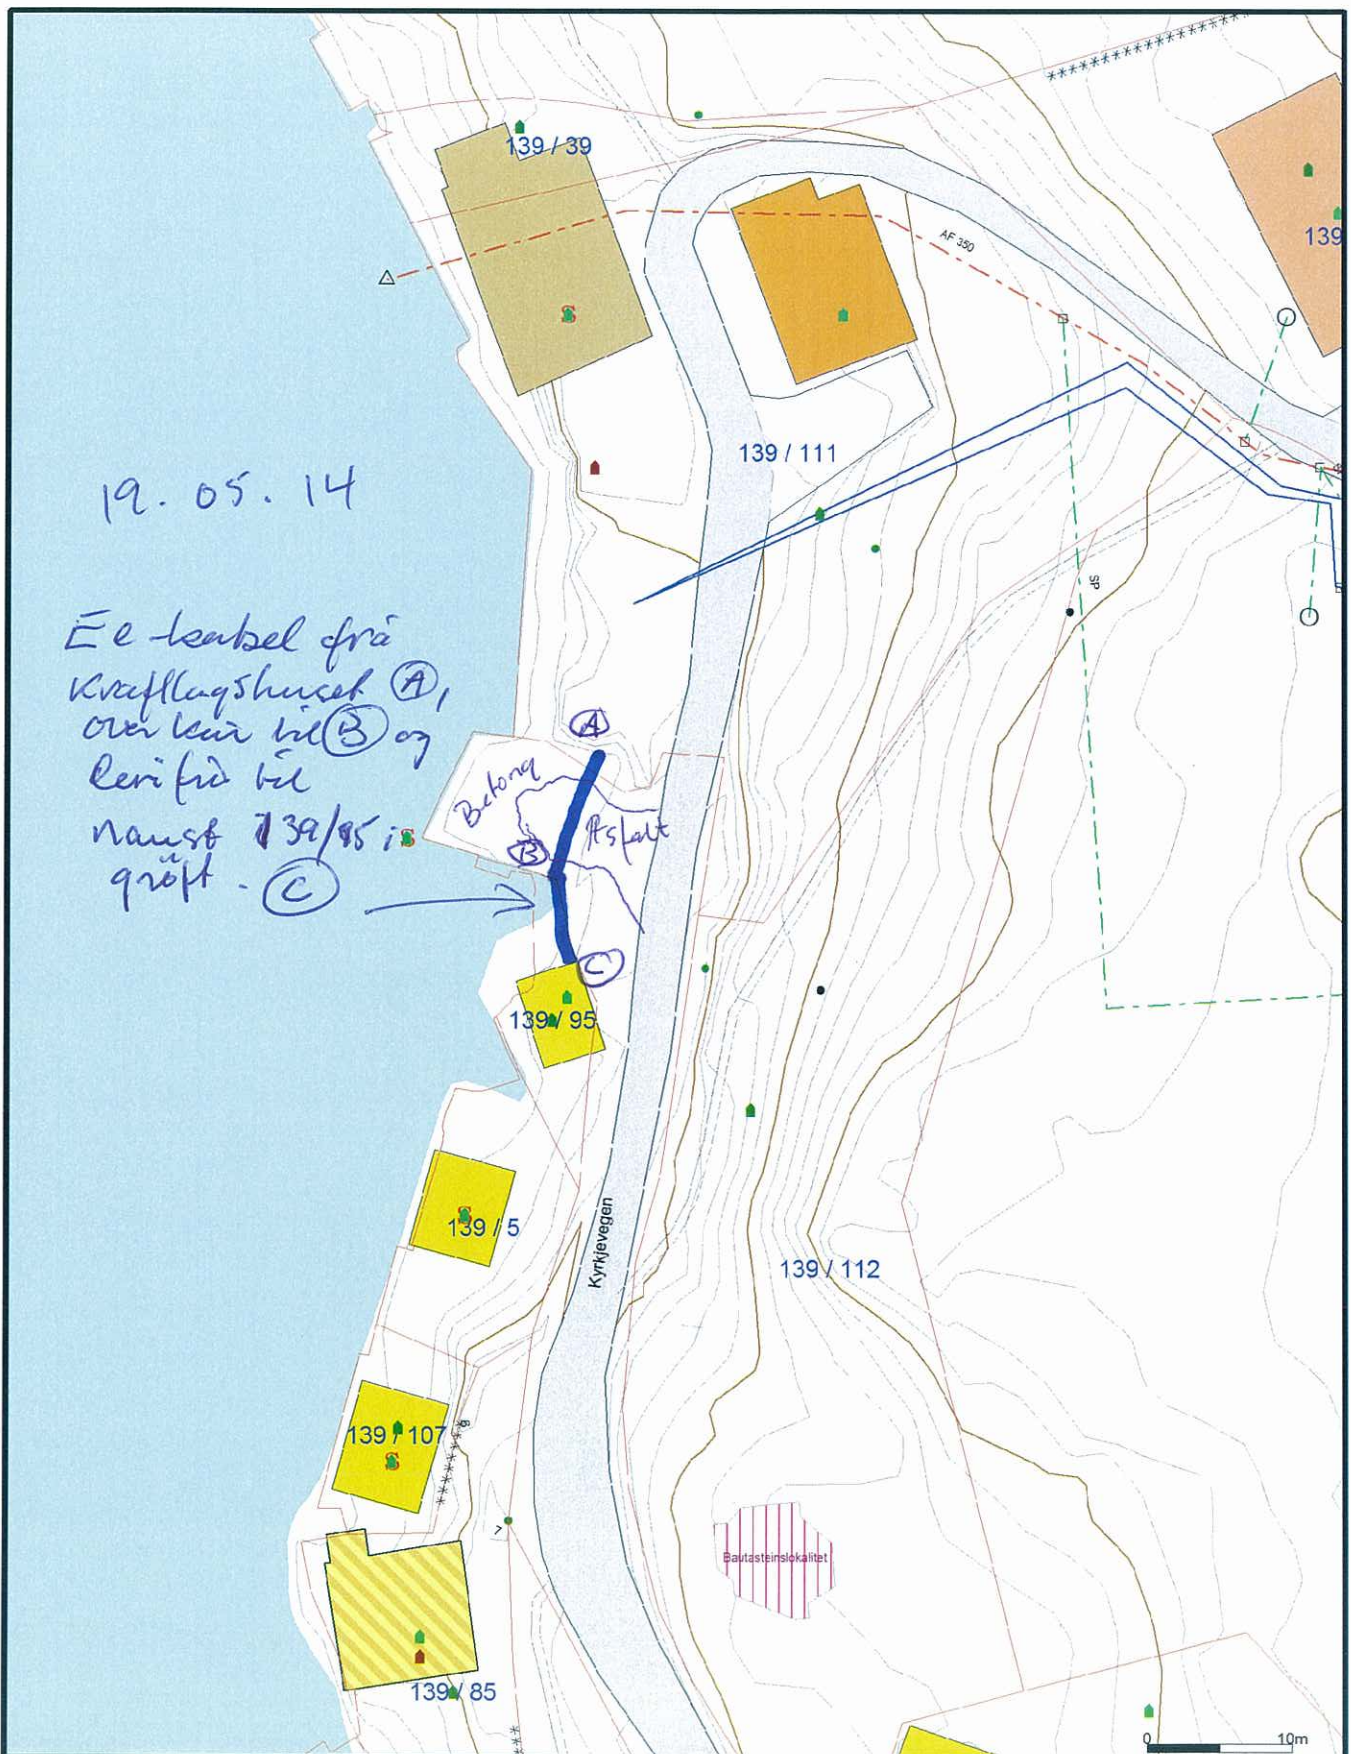 139 / 39
139
AF 350
139 / 111
19. 05. 14
SP
El-kabel frå
Kraftlagshuset (A),
over kai til (B) og
derifrå til
naust 139/95 i
grøft. (C)
A
Betong
Asfalt
B
C
139 / 95
139 / 5
Kyrkjevegen
139 / 112
139 / 107
Bautasteinslokalitet
139 / 85
0 10m